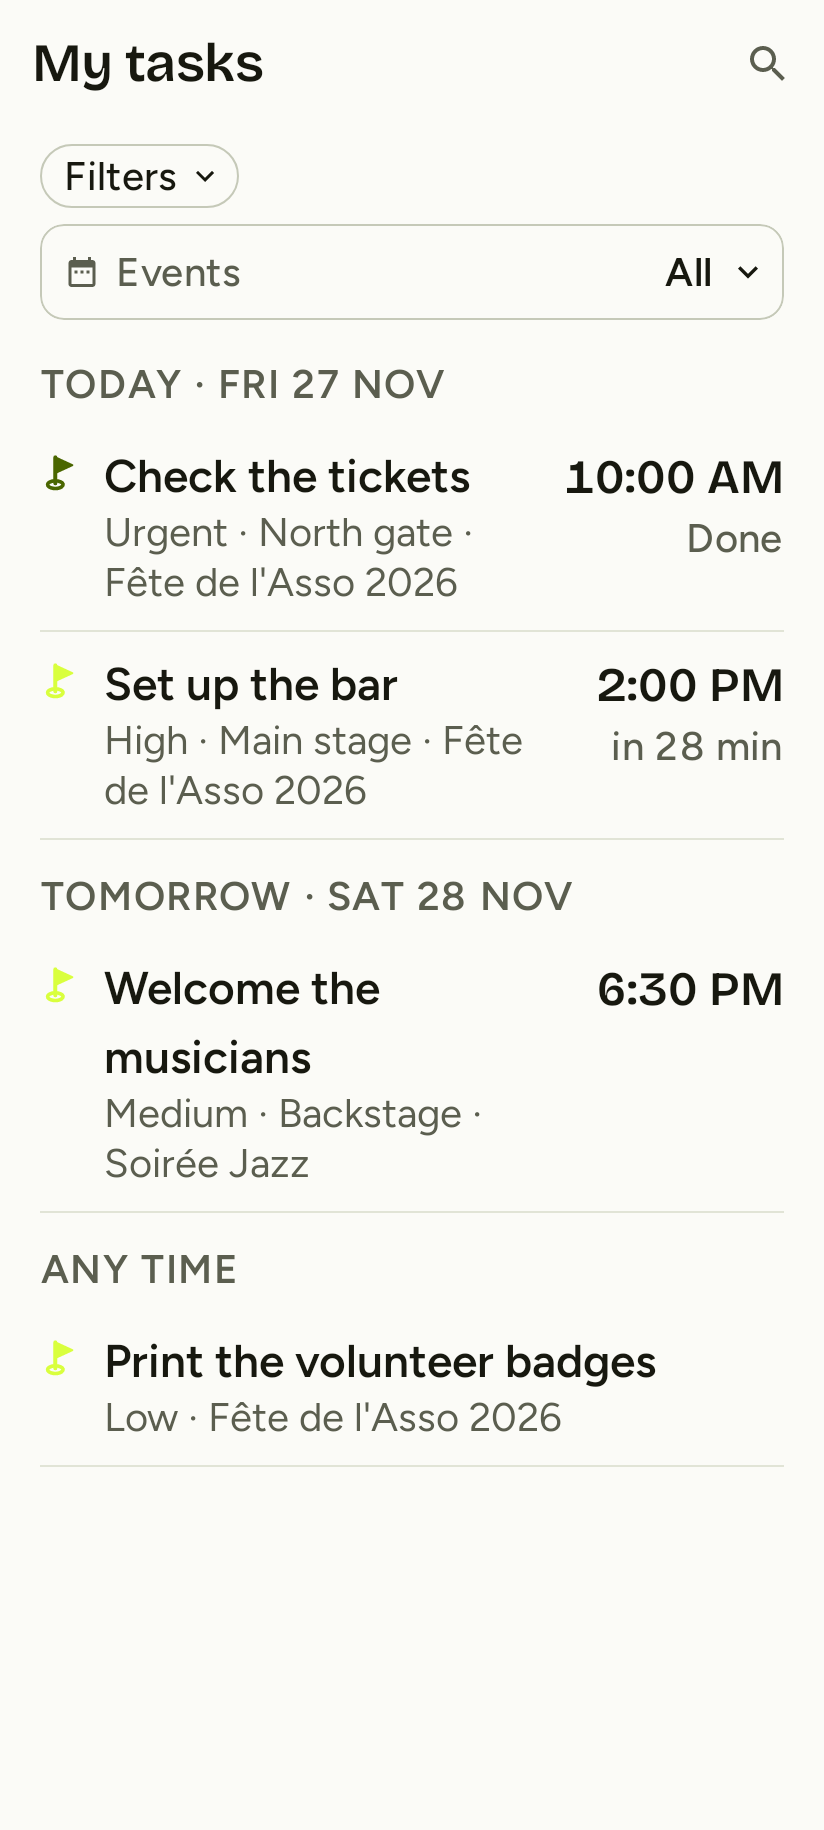 My tasks
Filters
Events All
TODAY · FRI 27 NOV
Check the tickets 10:00 AM
Urgent · North gate · Done
Fête de l'Asso 2026
Set up the bar 2:00 PM
High · Main stage · Fête in 28 min
de l'Asso 2026
TOMORROW · SAT 28 NOV
Welcome the 6:30 PM
musicians
Medium · Backstage ·
Soirée Jazz
ANY TIME
Print the volunteer badges
Low · Fête de l'Asso 2026